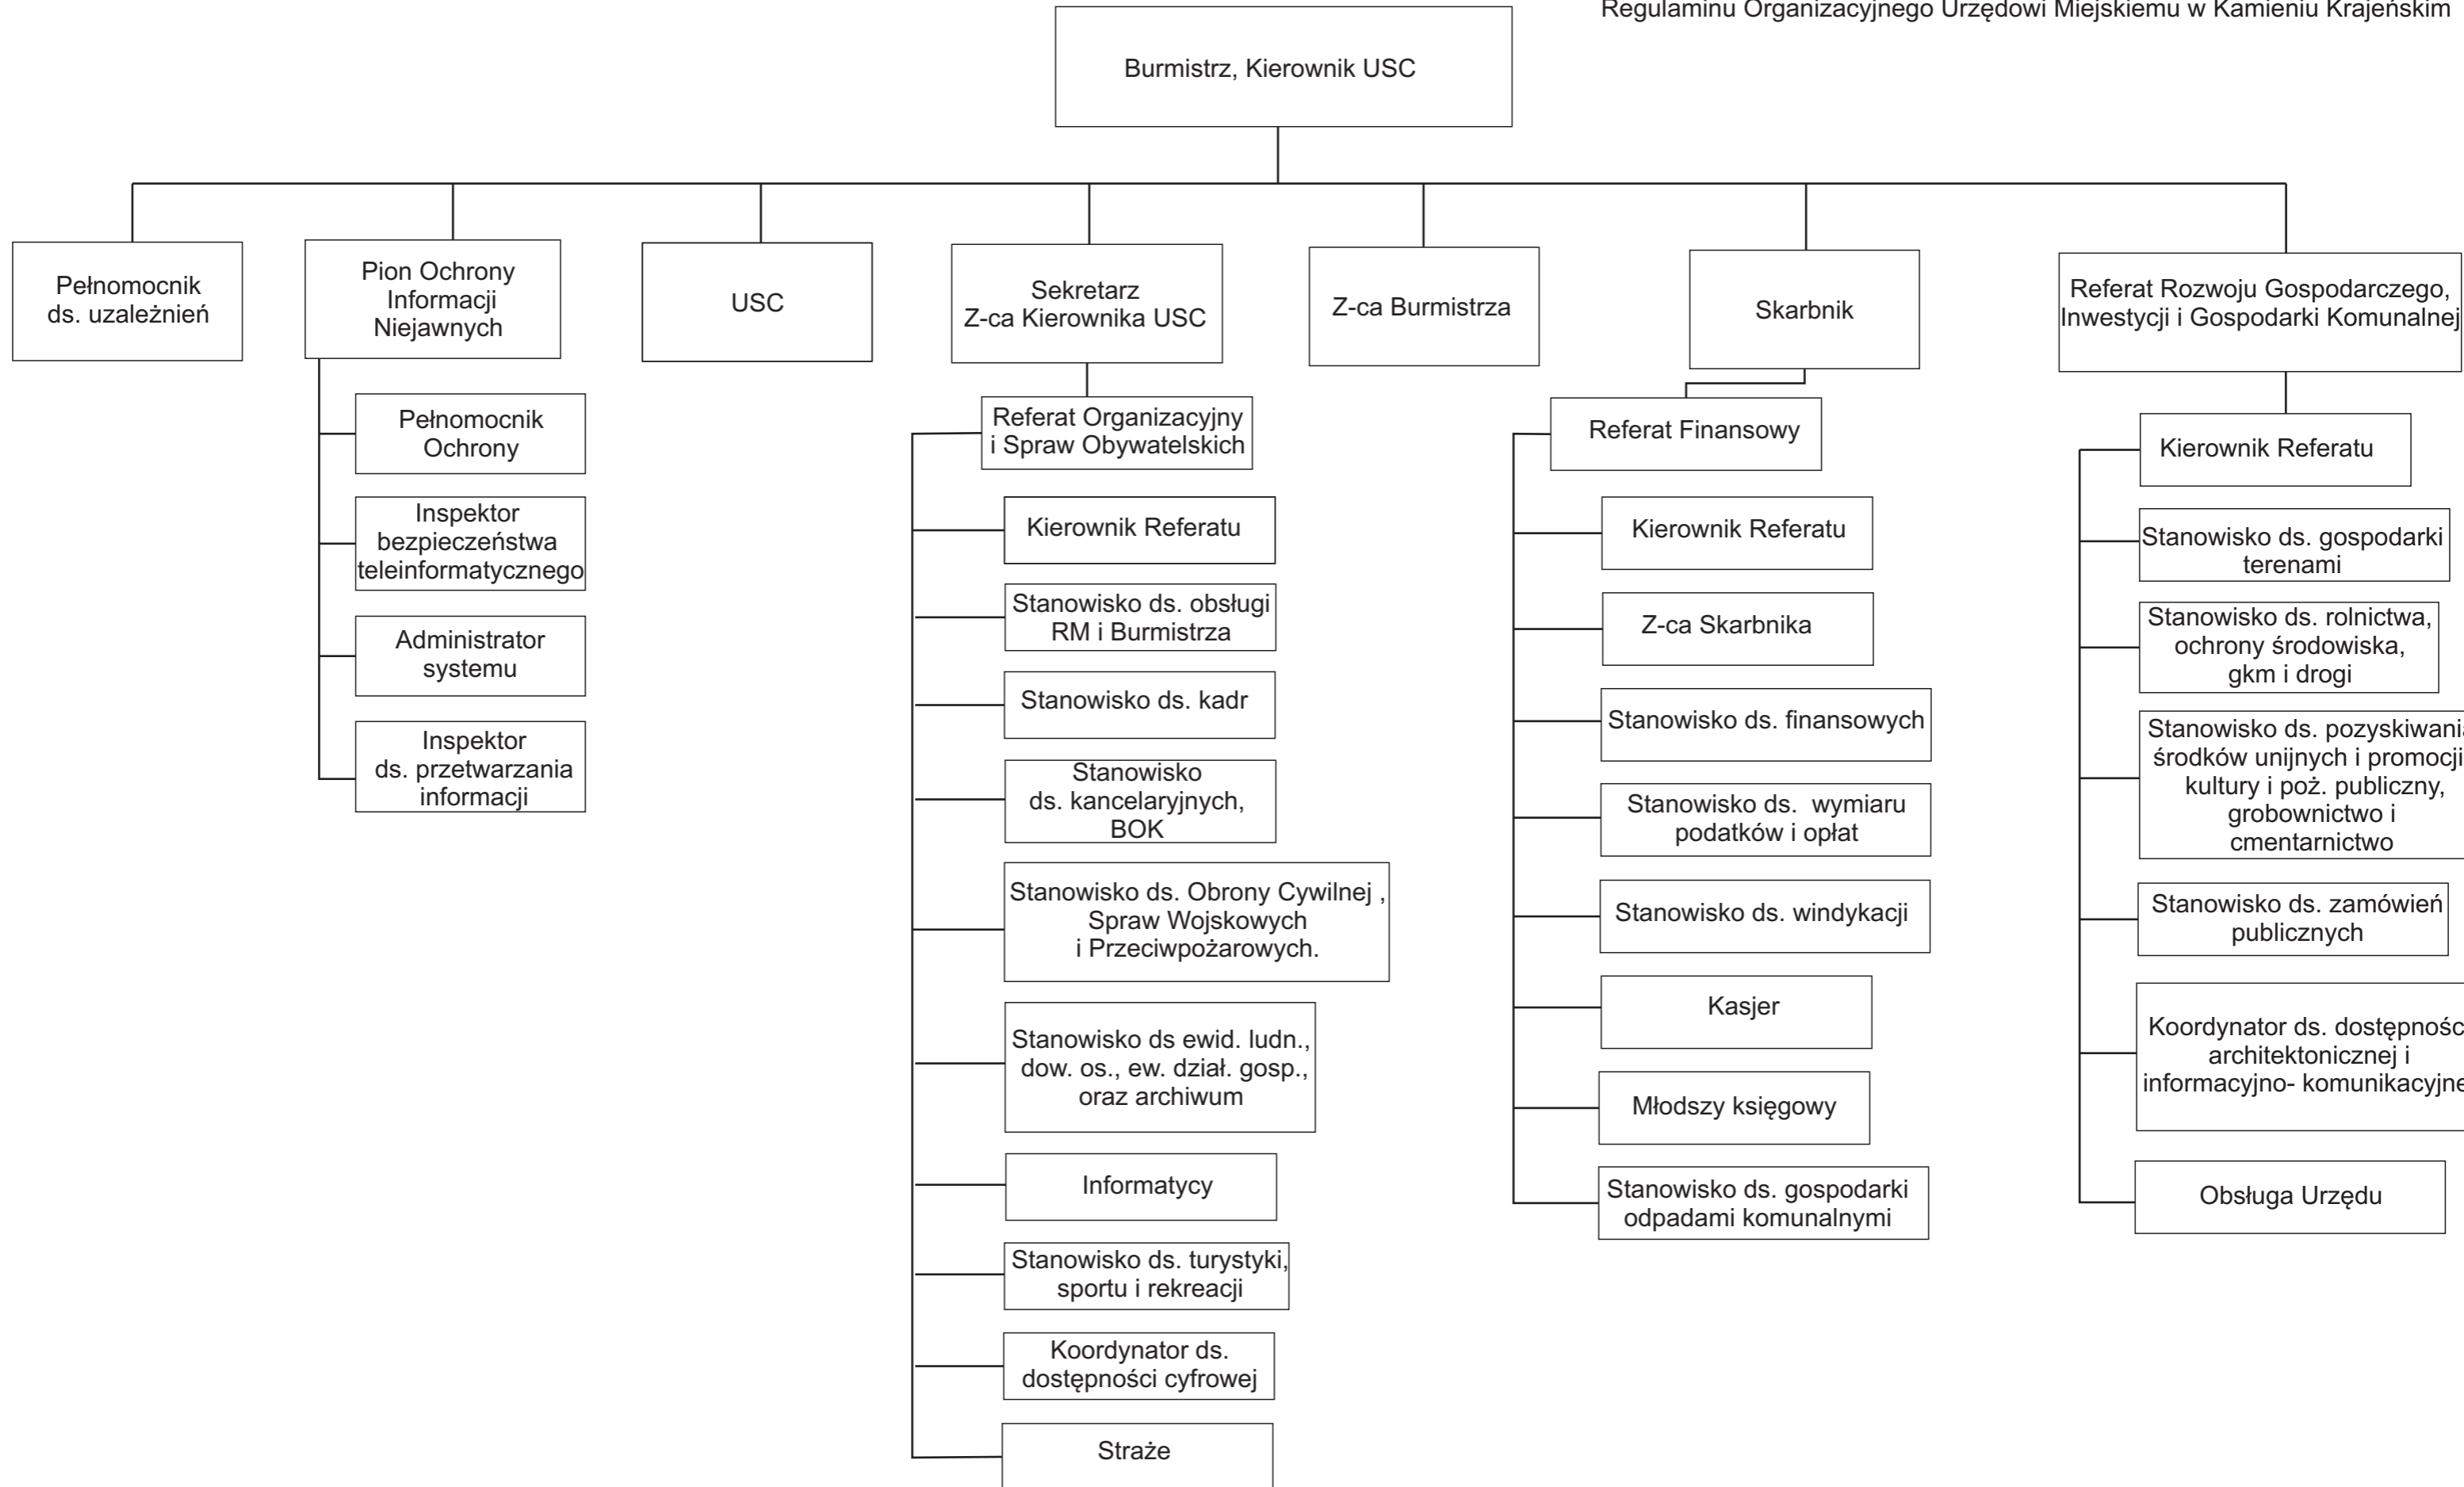 Regulaminu Organizacyjnego Urzędowi Miejskiemu w Kamieniu Krajeńskim
Burmistrz, Kierownik USC
Pełnomocnik
ds. uzależnień
Pion Ochrony
Informacji
Niejawnych
USC
Sekretarz
Z-ca Kierownika USC
Z-ca Burmistrza
Skarbnik
Referat Rozwoju Gospodarczego,
Inwestycji i Gospodarki Komunalnej
Pełnomocnik
Ochrony
Inspektor
bezpieczeństwa
teleinformatycznego
Administrator
systemu
Inspektor
ds. przetwarzania
informacji
Referat Organizacyjny
i Spraw Obywatelskich
Kierownik Referatu
Stanowisko ds. obsługi
RM i Burmistrza
Stanowisko ds. kadr
Stanowisko
ds. kancelaryjnych,
BOK
Stanowisko ds. Obrony Cywilnej ,
Spraw Wojskowych
i Przeciwpożarowych.
Stanowisko ds ewid. ludn.,
dow. os., ew. dział. gosp.,
oraz archiwum
Informatycy
Stanowisko ds. turystyki,
sportu i rekreacji
Koordynator ds.
dostępności cyfrowej
Straże
Referat Finansowy
Kierownik Referatu
Z-ca Skarbnika
Stanowisko ds. finansowych
Stanowisko ds. wymiaru
podatków i opłat
Stanowisko ds. windykacji
Kasjer
Młodszy księgowy
Stanowisko ds. gospodarki
odpadami komunalnymi
Kierownik Referatu
Stanowisko ds. gospodarki
terenami
Stanowisko ds. rolnictwa,
ochrony środowiska,
gkm i drogi
Stanowisko ds. pozyskiwania
środków unijnych i promocji
kultury i poż. publiczny,
grobownictwo i
cmentarnictwo
Stanowisko ds. zamówień
publicznych
Koordynator ds. dostępnośc
architektonicznej i
informacyjno- komunikacyjne
Obsługa Urzędu